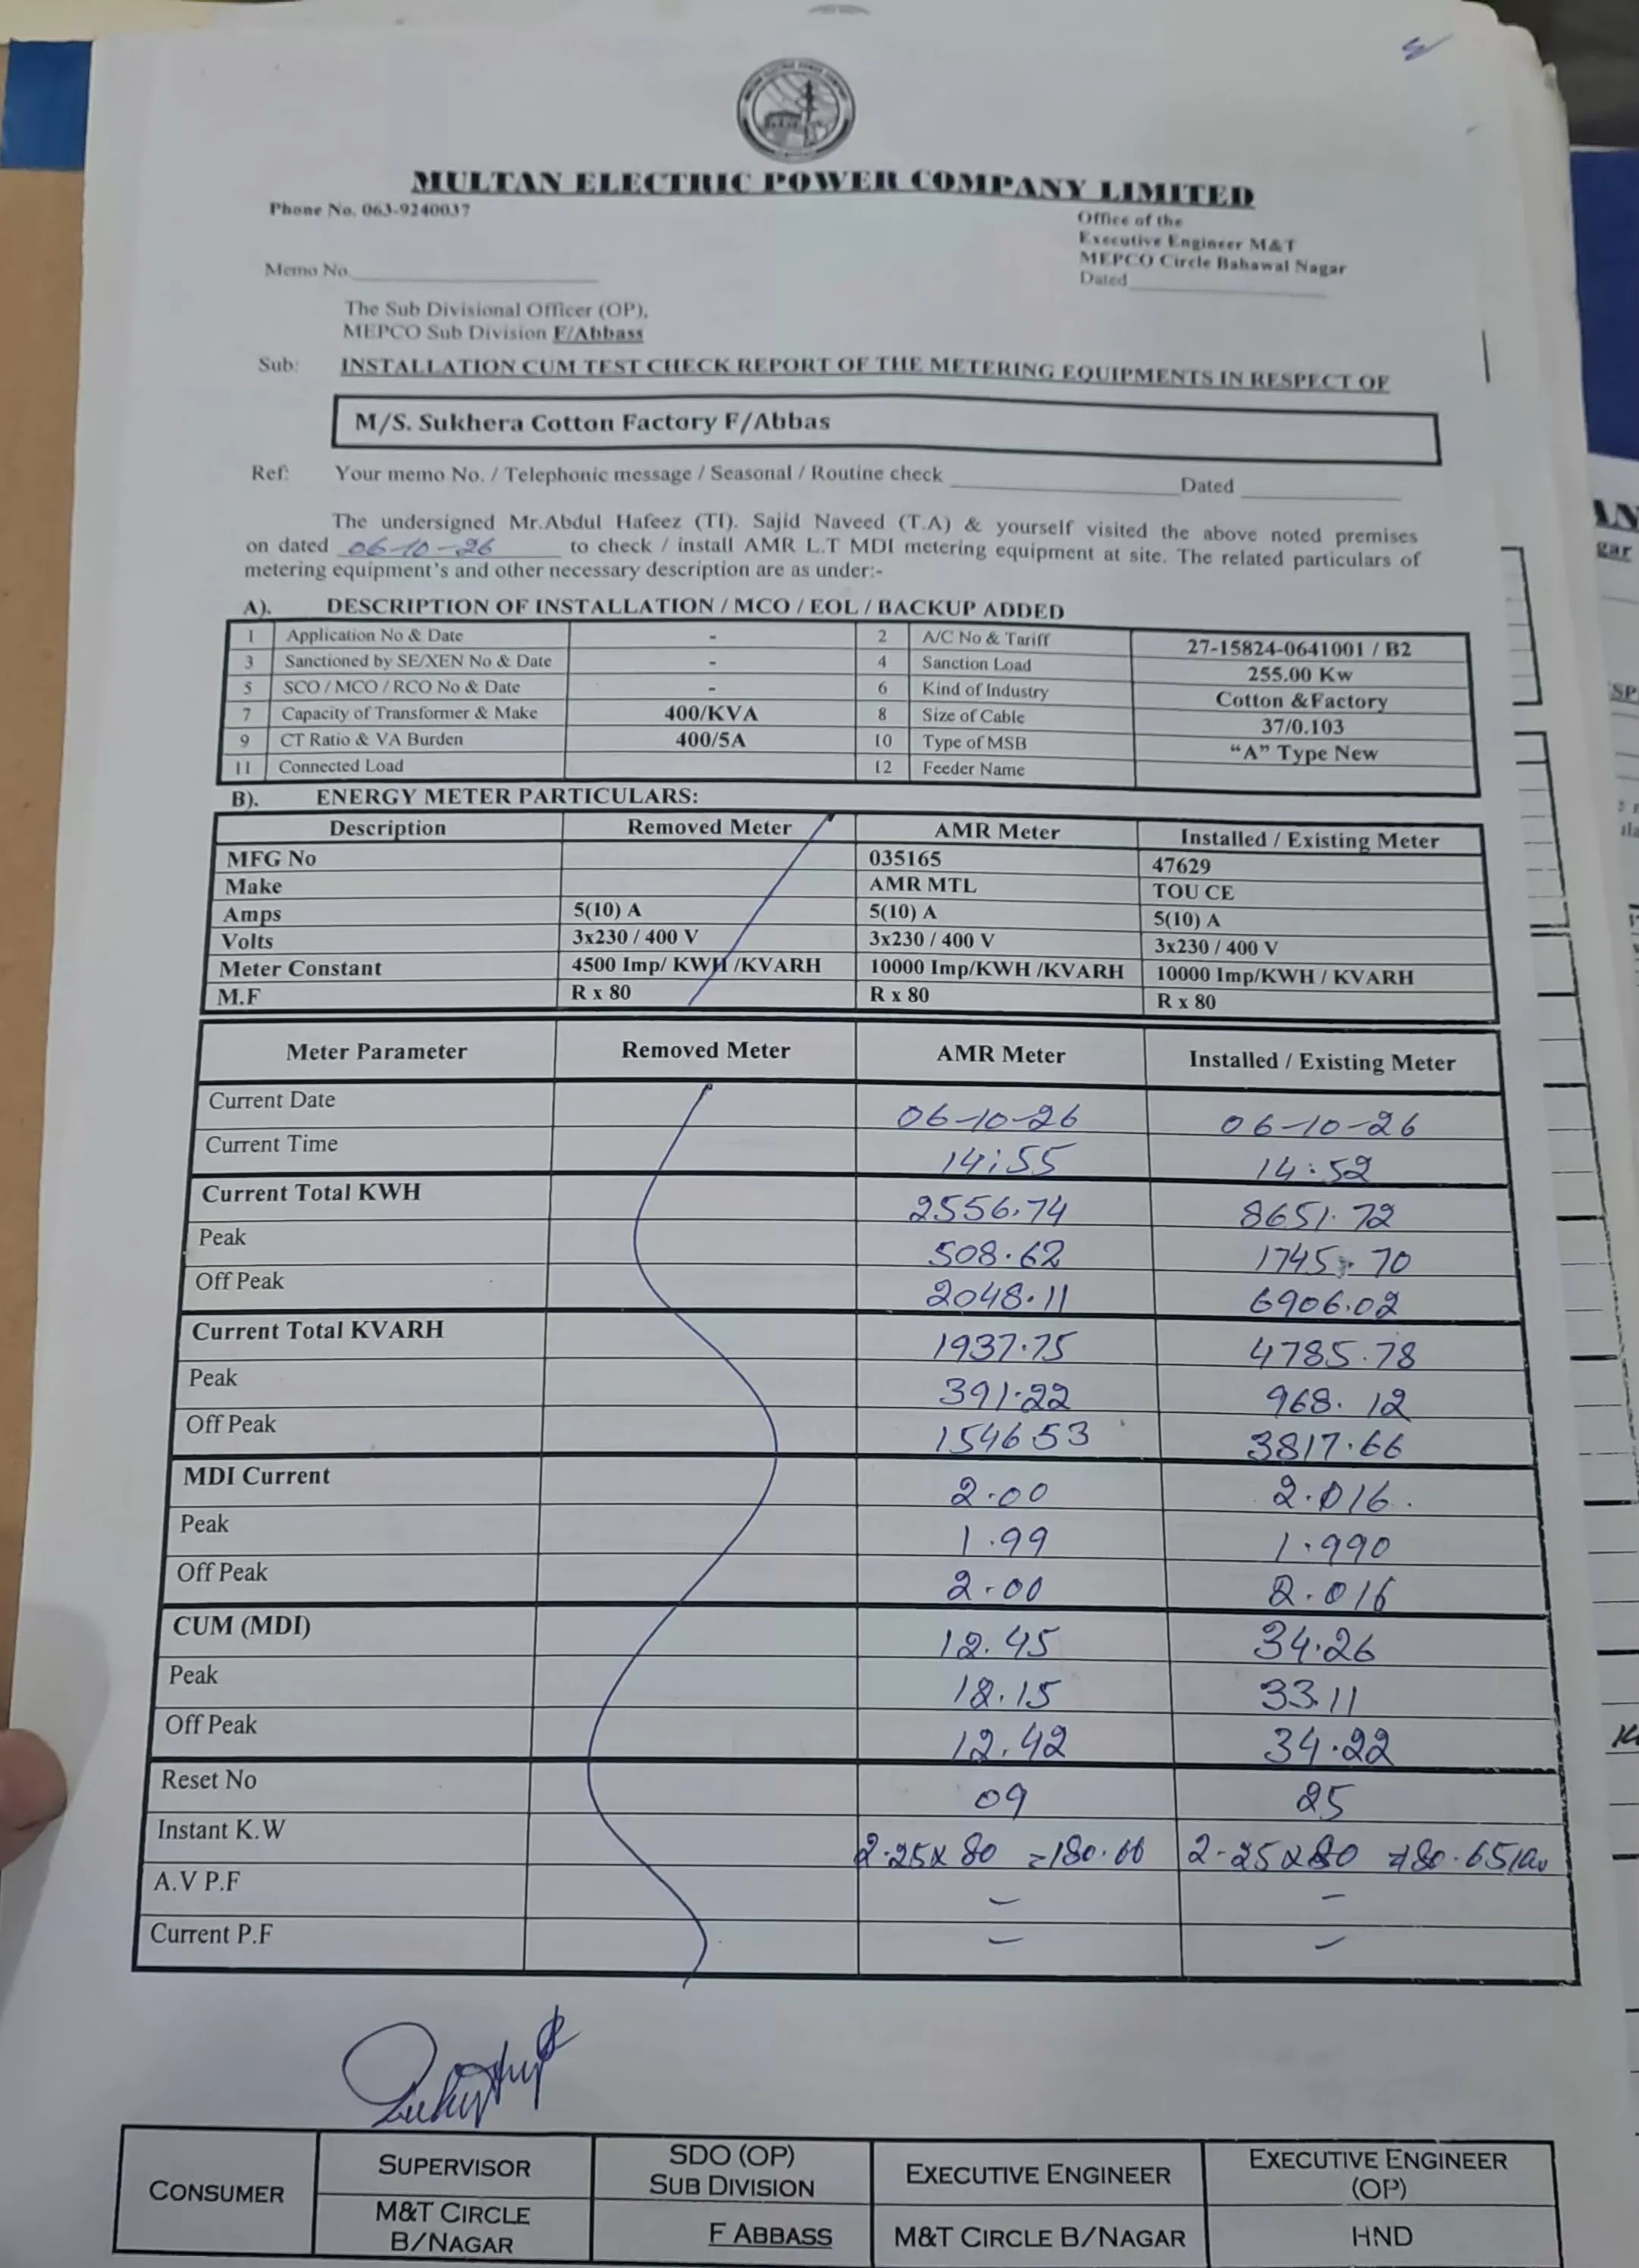 MULTAN ELECTRIC POWER COMPANY LIMITED
Phone No. 063-9240037
Office of the
Executive Engineer M&T
MEPCO Circle Bahawal Nagar
Memo No.
Dated
The Sub Divisional Officer (OP),
MEPCO Sub Division F/Abbass
Sub: INSTALLATION CUM TEST CHECK REPORT OF THE METERING EQUIPMENTS IN RESPECT OF
M/S. Sukhera Cotton Factory F/Abbas
Ref: Your memo No. / Telephonic message / Seasonal / Routine check Dated
The undersigned Mr.Abdul Hafeez (TI). Sajid Naveed (T.A) & yourself visited the above noted premises
on dated 06-10-26 to check / install AMR L.T MDI metering equipment at site. The related particulars of
metering equipment's and other necessary description are as under:-
A). DESCRIPTION OF INSTALLATION / MCO / EOL / BACKUP ADDED
1 Application No & Date - 2 A/C No & Tariff 27-15824-0641001 / B2
3 Sanctioned by SE/XEN No & Date - 4 Sanction Load 255.00 Kw
5 SCO / MCO / RCO No & Date - 6 Kind of Industry Cotton &Factory
7 Capacity of Transformer & Make 400/KVA 8 Size of Cable 37/0.103
9 CT Ratio & VA Burden 400/5A 10 Type of MSB “A” Type New
11 Connected Load 12 Feeder Name
B). ENERGY METER PARTICULARS:
Description Removed Meter AMR Meter Installed / Existing Meter
MFG No 035165 47629
Make AMR MTL TOU CE
Amps 5(10) A 5(10) A 5(10) A
Volts 3x230 / 400 V 3x230 / 400 V 3x230 / 400 V
Meter Constant 4500 Imp/ KWH /KVARH 10000 Imp/KWH /KVARH 10000 Imp/KWH / KVARH
M.F R x 80 R x 80 R x 80
Meter Parameter Removed Meter AMR Meter Installed / Existing Meter
Current Date 06-10-26 06-10-26
Current Time 14:55 14:52
Current Total KWH 2556.74 8651.72
Peak 508.62 1745.70
Off Peak 2048.11 6906.02
Current Total KVARH 1937.75 4785.78
Peak 391.22 968.12
Off Peak 1546 53 3817.66
MDI Current 2.00 2.016.
Peak 1.99 1.990
Off Peak 2.00 2.016
CUM (MDI) 12.45 34.26
Peak 12.15 33.11
Off Peak 12.42 34.22
Reset No 09 25
Instant K.W 2.25x 80 =180. 2.25x80 =180.65
A.V P.F - -
Current P.F - -
CONSUMER
SUPERVISOR
M&T CIRCLE
B/NAGAR
SDO (OP)
SUB DIVISION
F ABBASS
EXECUTIVE ENGINEER
M&T CIRCLE B/NAGAR
EXECUTIVE ENGINEER
(OP)
HND